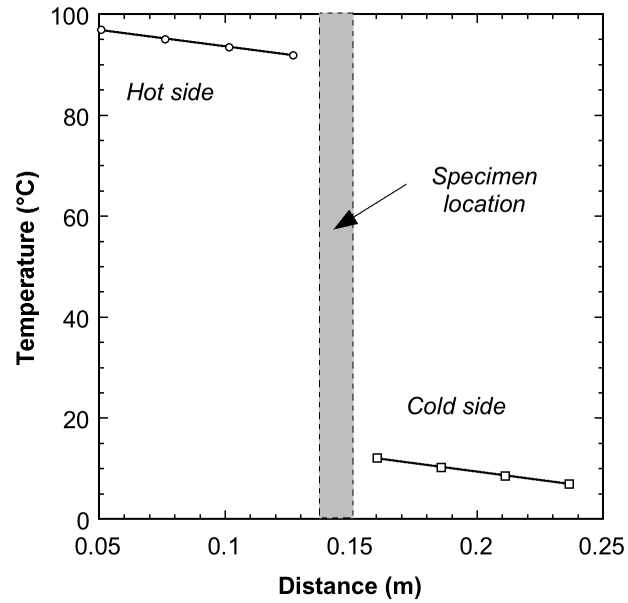 100
80
60
40
20
0
Temperature (°C)
Hot side
Specimen
location
Cold side
0.05
0.1
0.15
0.2
0.25
Distance (m)